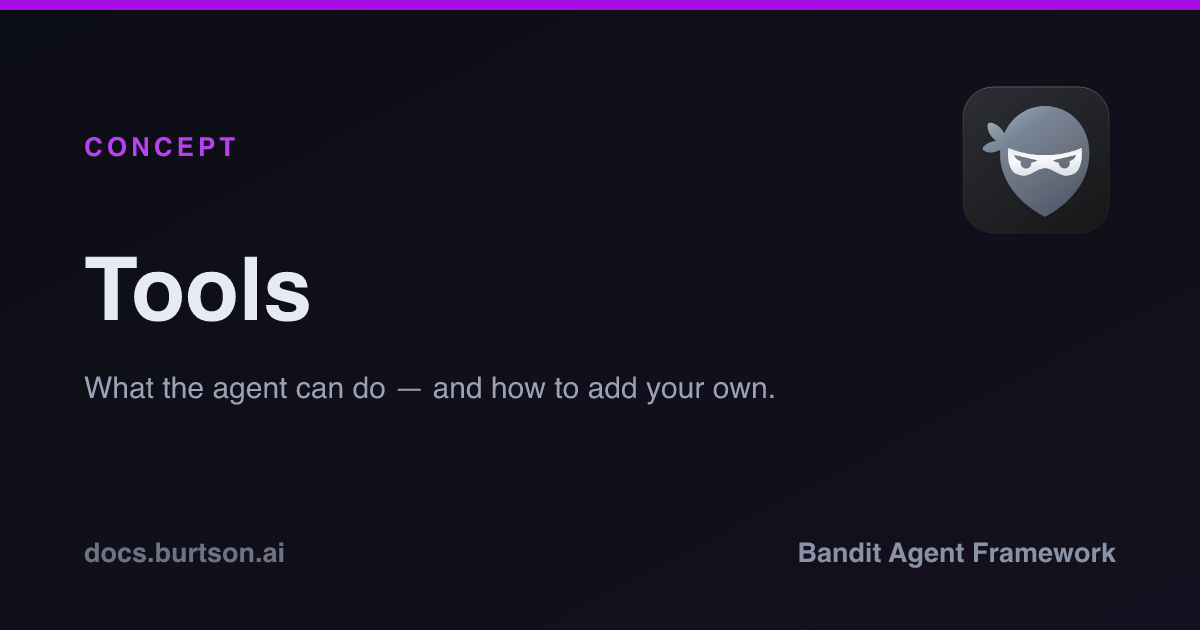 CONCEPT
Tools
What the agent can do — and how to add your own.
docs.burtson.ai
Bandit Agent Framework